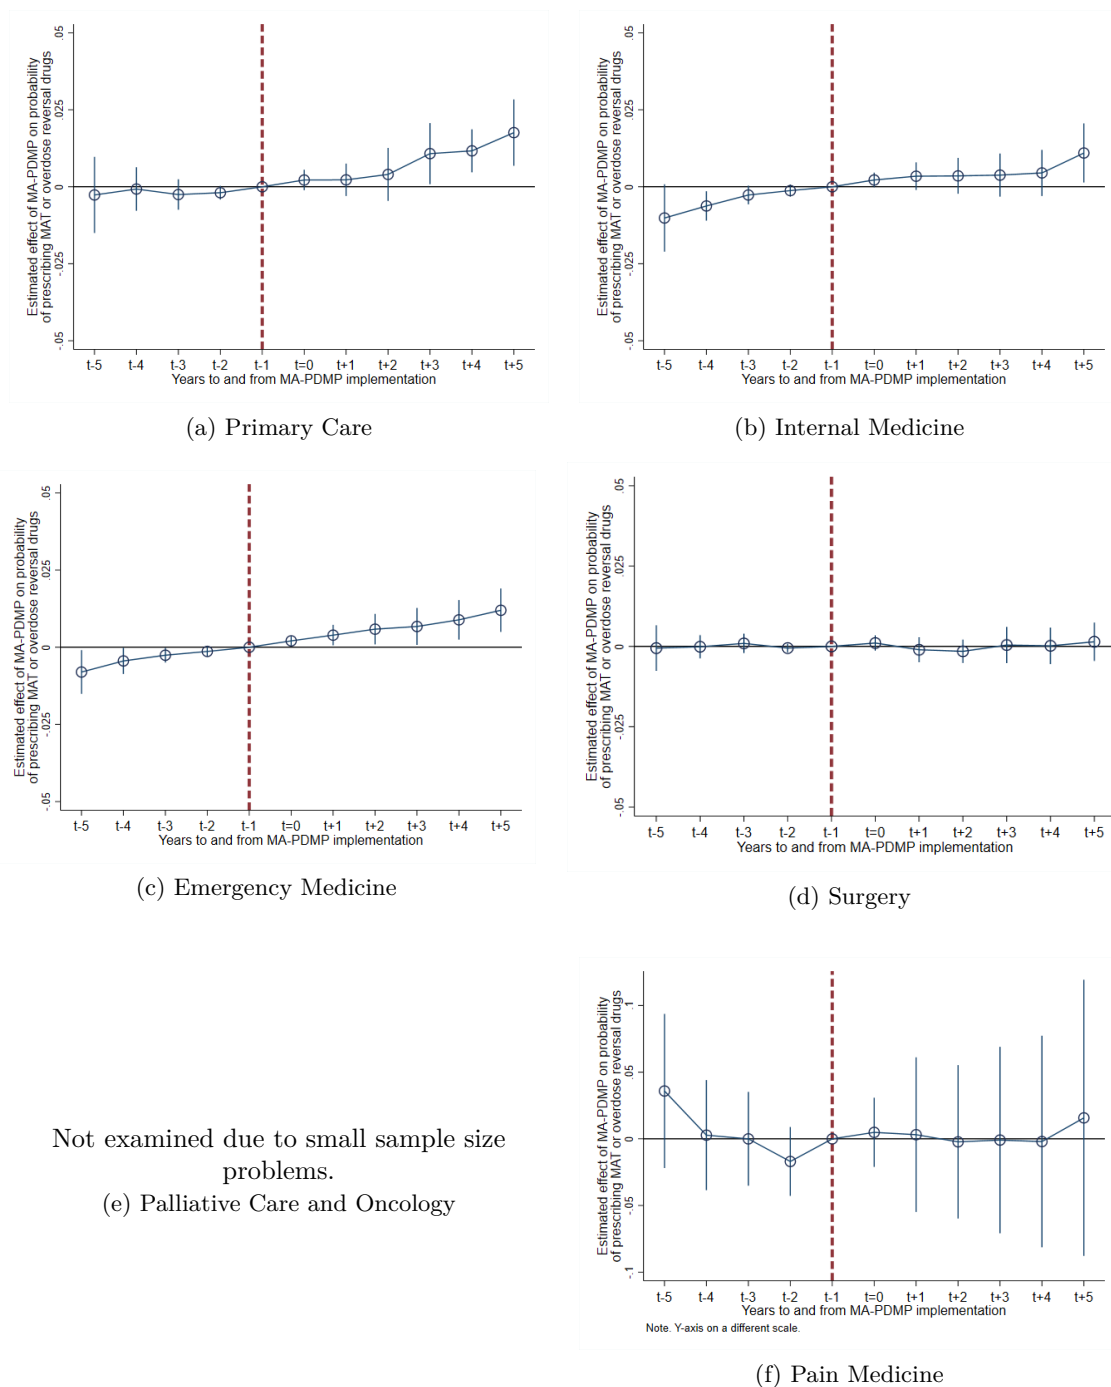 Estimated effect of MA-PDMP on probability
of prescribing MAT or overdose reversal drugs
.05
.025
0
-.025
-.05
t-5 t-4 t-3 t-2 t-1 t=0 t+1 t+2 t+3 t+4 t+5
Years to and from MA-PDMP implementation
(a) Primary Care
Estimated effect of MA-PDMP on probability
of prescribing MAT or overdose reversal drugs
.05
.025
0
-.025
-.05
t-5 t-4 t-3 t-2 t-1 t=0 t+1 t+2 t+3 t+4 t+5
Years to and from MA-PDMP implementation
(b) Internal Medicine
Estimated effect of MA-PDMP on probability
of prescribing MAT or overdose reversal drugs
.05
.025
0
-.025
-.05
t-5 t-4 t-3 t-2 t-1 t=0 t+1 t+2 t+3 t+4 t+5
Years to and from MA-PDMP implementation
(c) Emergency Medicine
Estimated effect of MA-PDMP on probability
of prescribing MAT or overdose reversal drugs
.05
.025
0
-.025
-.05
t-5 t-4 t-3 t-2 t-1 t=0 t+1 t+2 t+3 t+4 t+5
Years to and from MA-PDMP implementation
(d) Surgery
Not examined due to small sample size
problems.
(e) Palliative Care and Oncology
Estimated effect of MA-PDMP on probability
of prescribing MAT or overdose reversal drugs
.1
.05
0
-.05
-.1
t-5 t-4 t-3 t-2 t-1 t=0 t+1 t+2 t+3 t+4 t+5
Years to and from MA-PDMP implementation
Note. Y-axis on a different scale.
(f) Pain Medicine